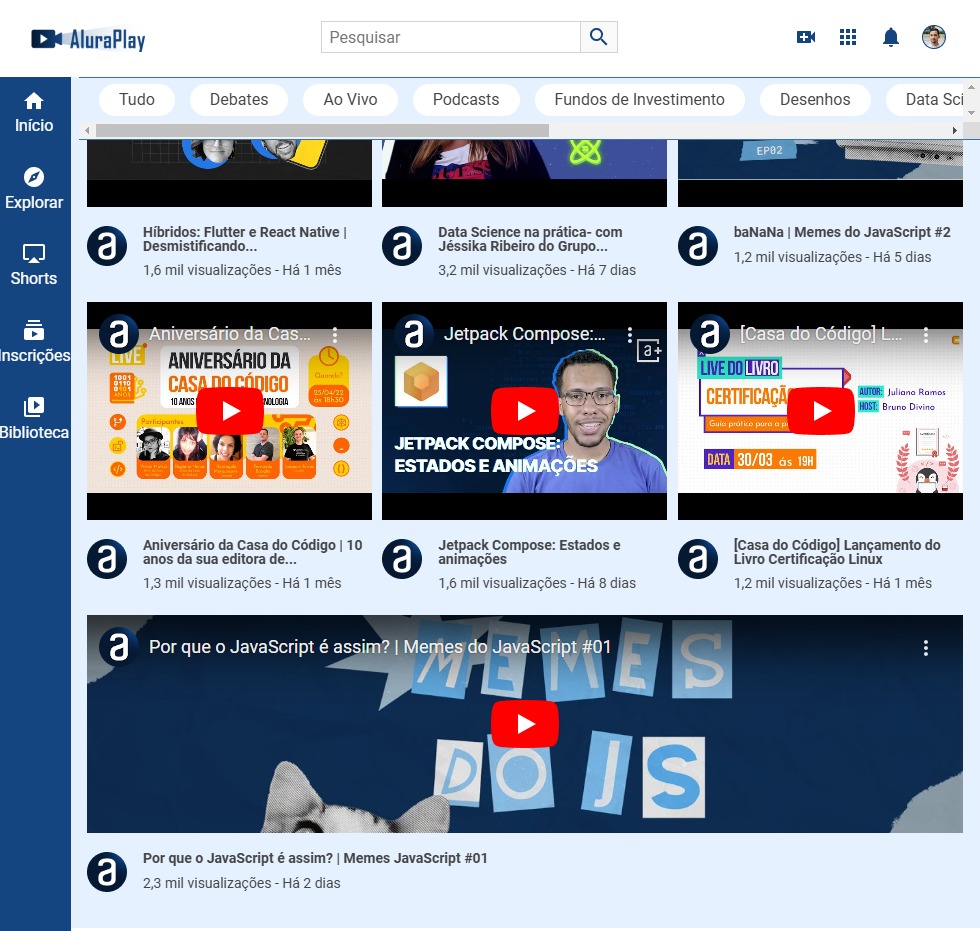 AluraPlay
Pesquisar
Início
Explorar
Shorts
Inscrições
Biblioteca
Tudo
Debates
Ao Vivo
Podcasts
Fundos de Investimento
Desenhos
Data Sci
EP02
Híbridos: Flutter e React Native |
Desmistificando...
1,6 mil visualizações - Há 1 mês
Data Science na prática- com
Jéssika Ribeiro do Grupo...
3,2 mil visualizações - Há 7 dias
baNaNa | Memes do JavaScript #2
1,2 mil visualizações - Há 5 dias
a Aniversário da Cas...
LIVE
ANIVERSÁRIO DA
CASA DO CÓDIGO
Quando?
25/04/22
às 18h30
Participantes
a Jetpack Compose:...
a+
JETPACK COMPOSE:
ESTADOS E ANIMAÇÕES
a [Casa do Código] L...
LIVE DO LIVRO
CERTIFICAÇÃ
Guia prático para a p
AUTOR: Juliano Ramos
HOST: Bruno Divino
DATA 30/03 ás 19H
a Aniversário da Casa do Código | 10
anos da sua editora de...
1,3 mil visualizações - Há 1 mês
a Jetpack Compose: Estados e
animações
1,6 mil visualizações - Há 8 dias
a [Casa do Código] Lançamento do
Livro Certificação Linux
1,2 mil visualizações - Há 1 mês
a Por que o JavaScript é assim? | Memes do JavaScript #01
MEMES
DO JS
a Por que o JavaScript é assim? | Memes JavaScript #01
2,3 mil visualizações - Há 2 dias